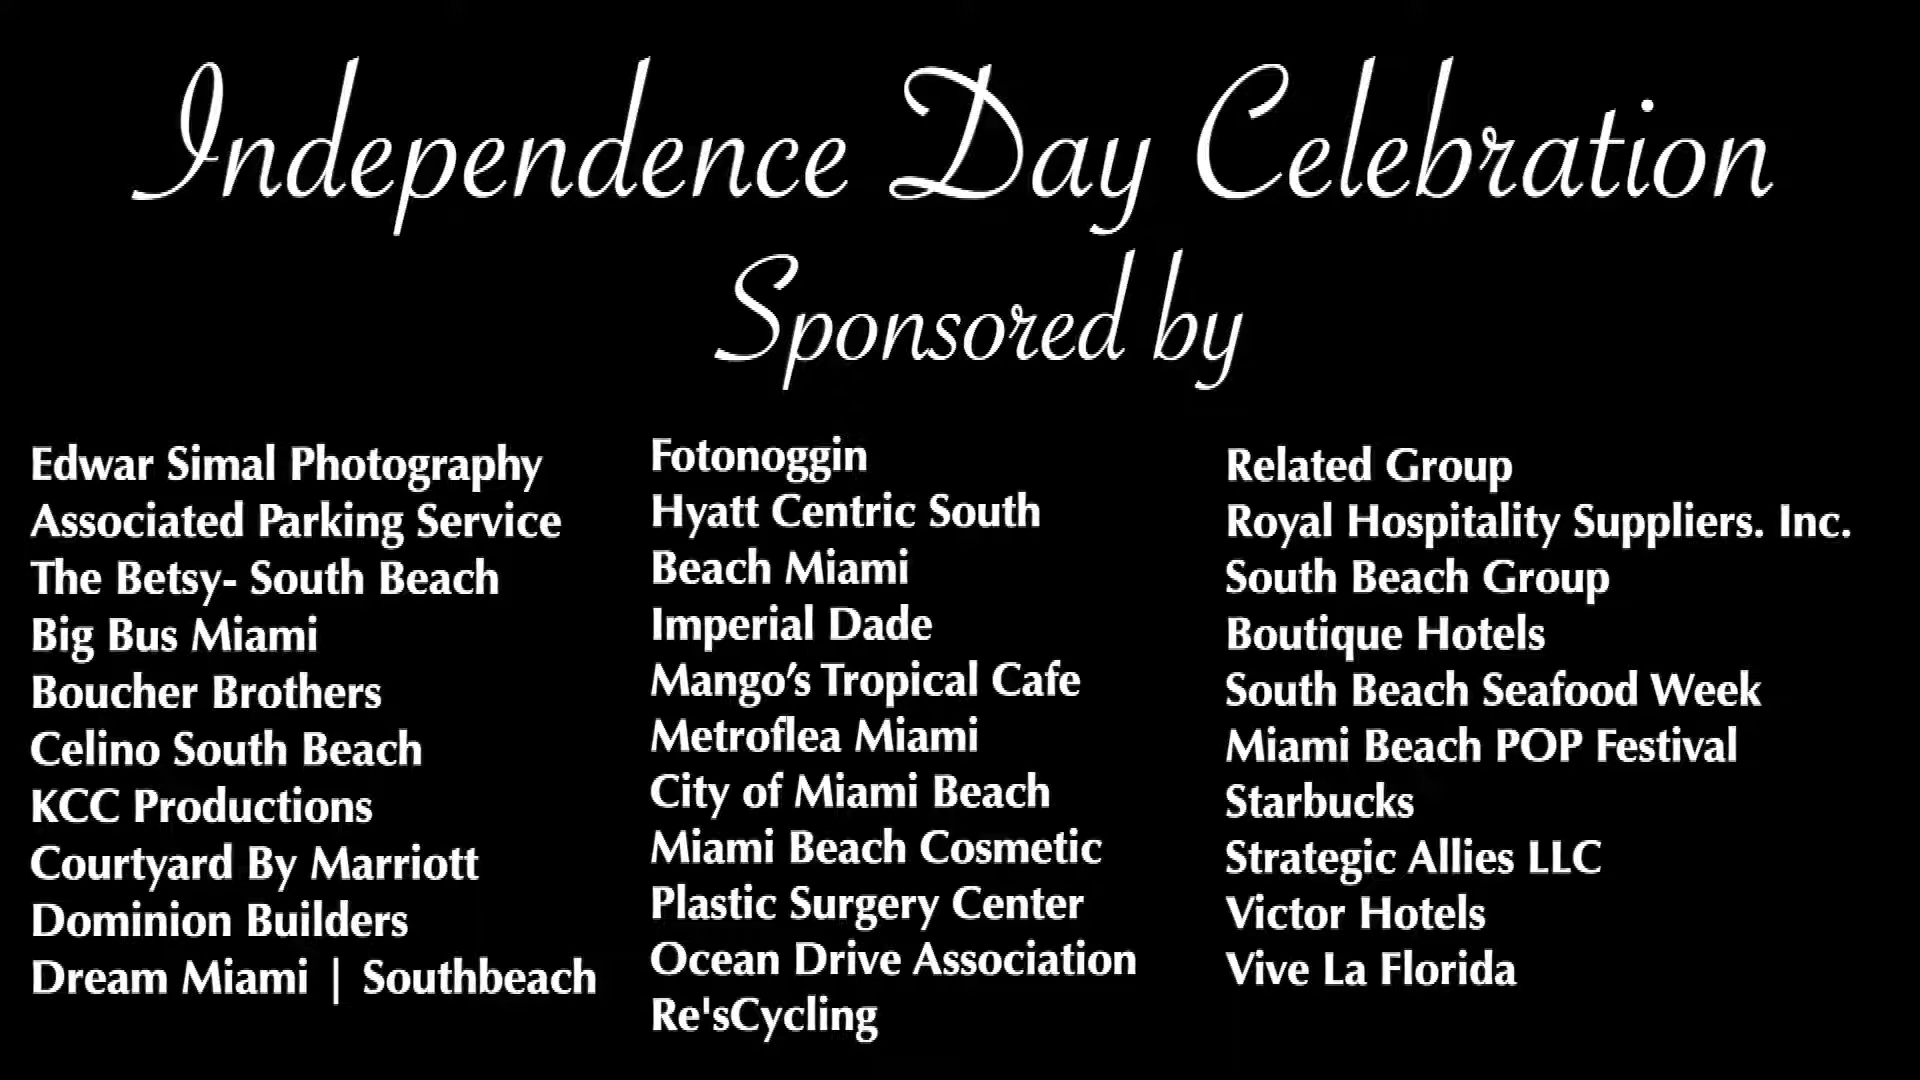 Independence Day Celebration
Sponsored by
Edwar Simal Photography
Associated Parking Service
The Betsy- South Beach
Big Bus Miami
Boucher Brothers
Celino South Beach
KCC Productions
Courtyard By Marriott
Dominion Builders
Dream Miami | Southbeach
Fotonoggin
Hyatt Centric South
Beach Miami
Imperial Dade
Mango’s Tropical Cafe
Metroflea Miami
City of Miami Beach
Miami Beach Cosmetic
Plastic Surgery Center
Ocean Drive Association
Re'sCycling
Related Group
Royal Hospitality Suppliers. Inc.
South Beach Group
Boutique Hotels
South Beach Seafood Week
Miami Beach POP Festival
Starbucks
Strategic Allies LLC
Victor Hotels
Vive La Florida